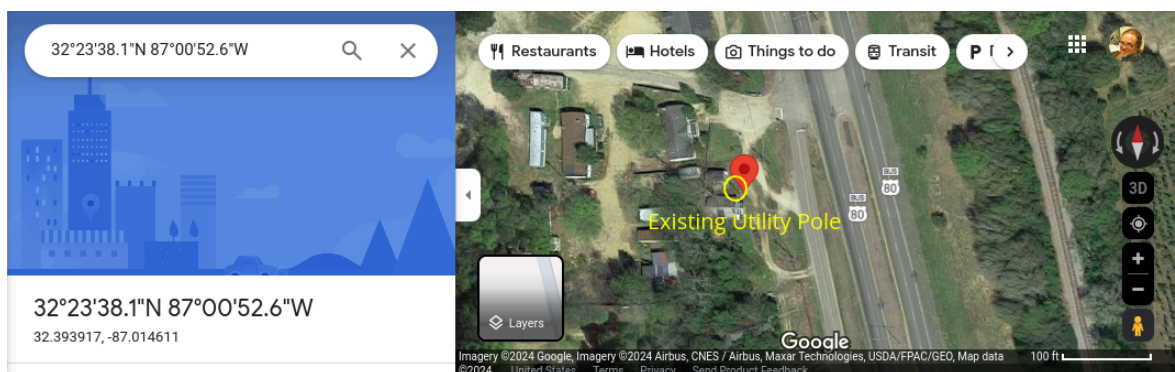 32°23'38.1"N 87°00'52.6"W
Restaurants
Hotels
Things to do
Transit
P
BUS
80
BUS
80
Existing Utility Pole
3D
Layers
32°23'38.1"N 87°00'52.6"W
32.393917, -87.014611
Google
Imagery ©2024 Google, Imagery ©2024 Airbus, CNES / Airbus, Maxar Technologies, USDA/FPAC/GEO, Map data
100 ft
©2024 United States Terms Privacy Send Product Feedback